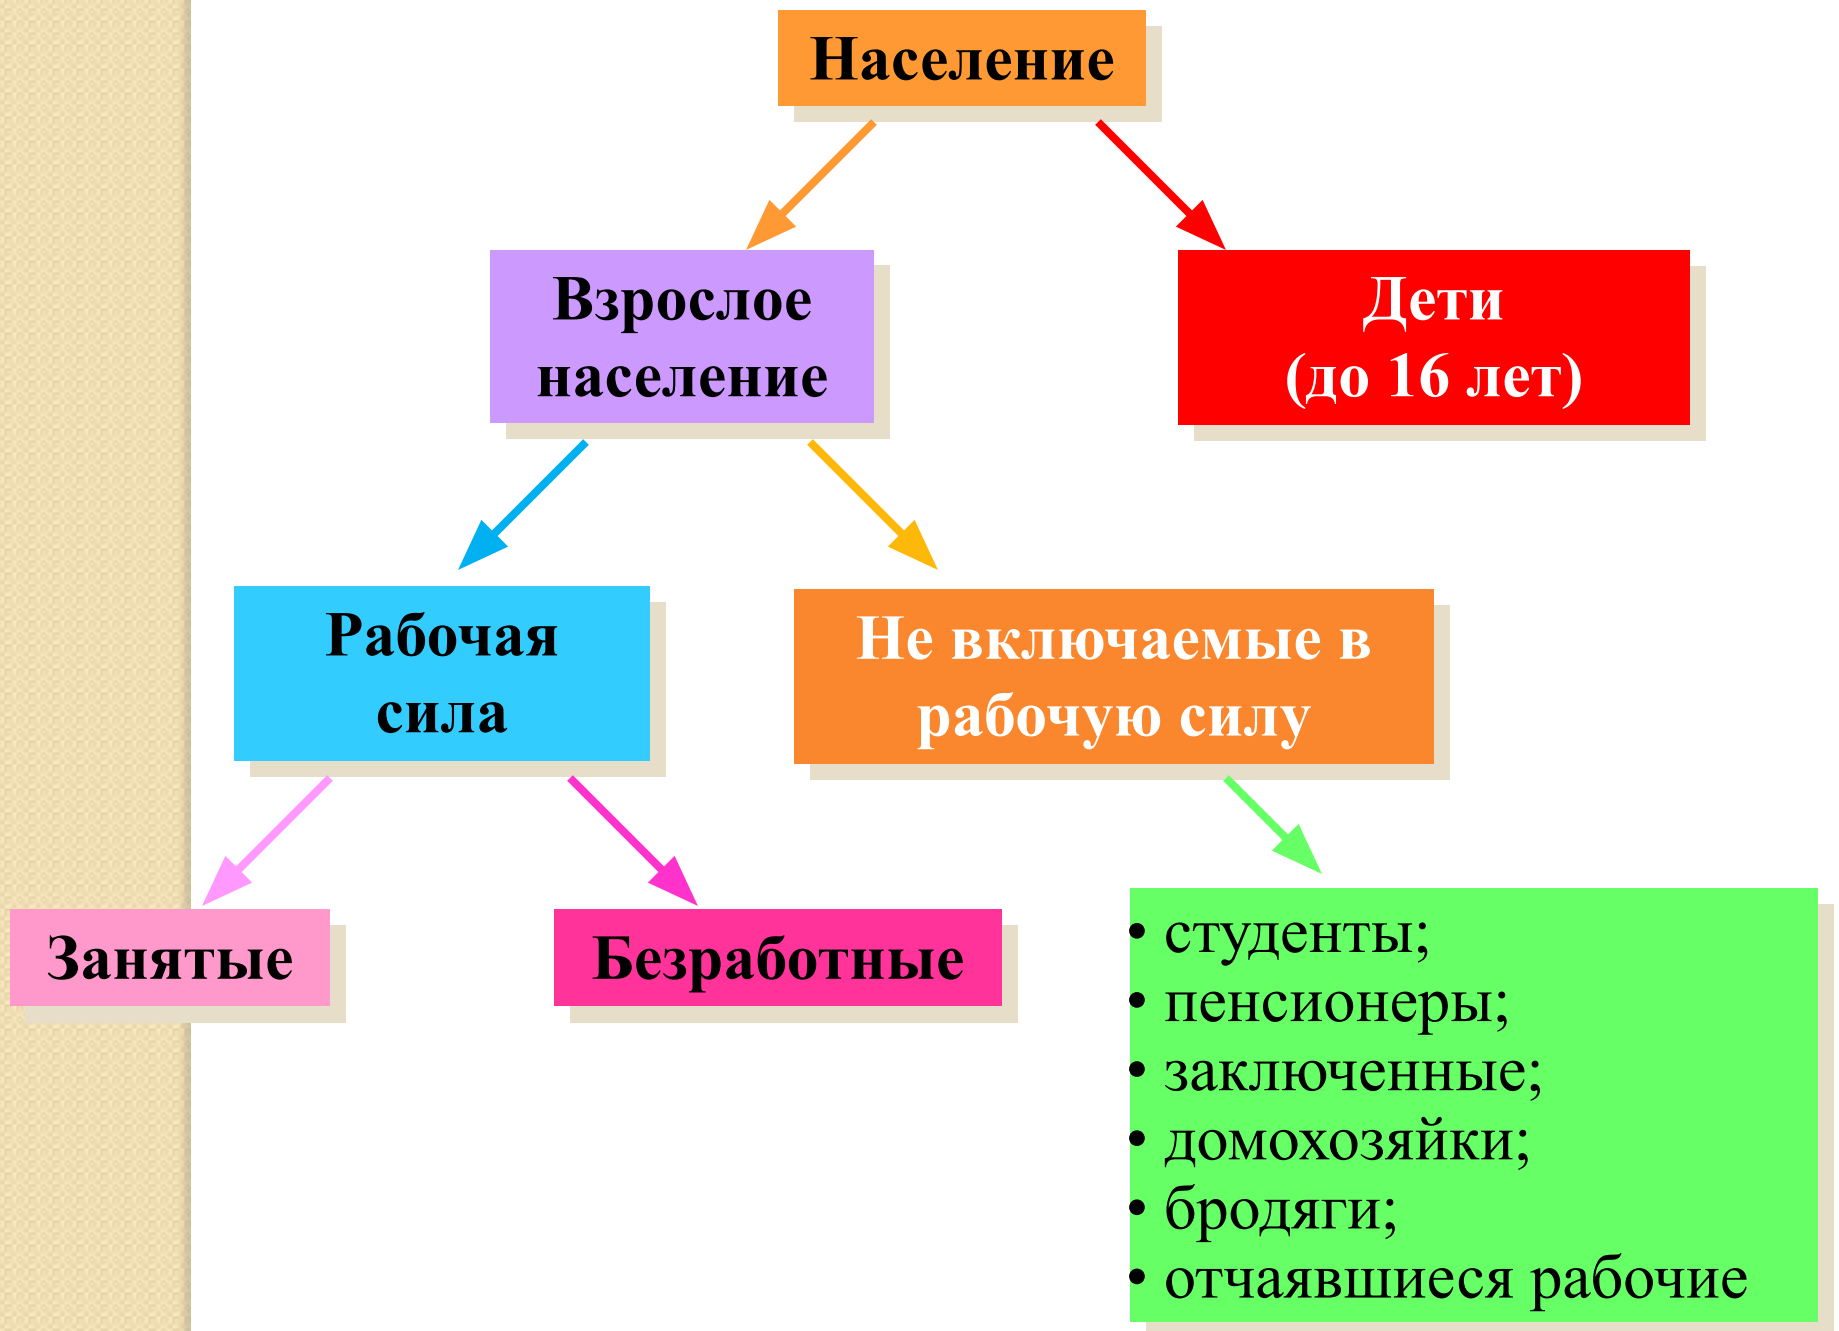 Население
Взрослое
население
Дети
(до 16 лет)
Рабочая
сила
Не включаемые в
рабочую силу
Занятые
Безработные
• студенты;
• пенсионеры;
• заключенные;
• домохозяйки;
• бродяги;
• отчаявшиеся рабочие